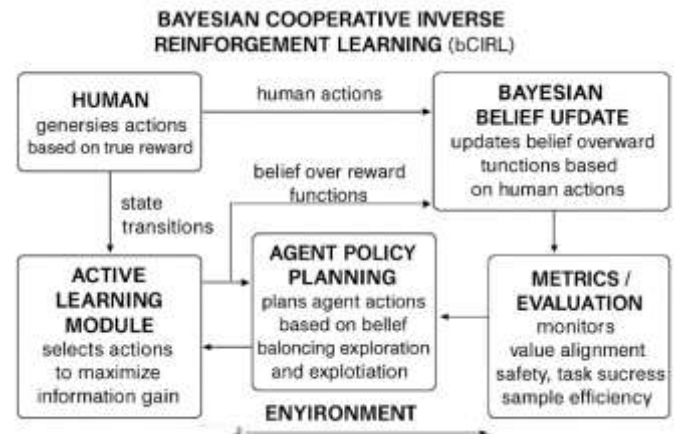 BAYESIAN COOPERATIVE INVERSE
REINFORGEMENT LEARNING (bCIRL)
HUMAN
genersies actions
based on true reward
human actions
BAYESIAN
BELIEF UFDATE
updates belief overward
tunctions based
on human actions
belief over reward
functions
state
transitions
ACTIVE
LEARNING
MODULE
selects actions
to maximize
information gain
AGENT POLICY
PLANNING
plans agent actions
based on bellef
baloncing exploration
and explotiation
METRICS /
EVALUATION
monitors
value alignment
safety, task sucress
sample efficiency
ENYIRONMENT